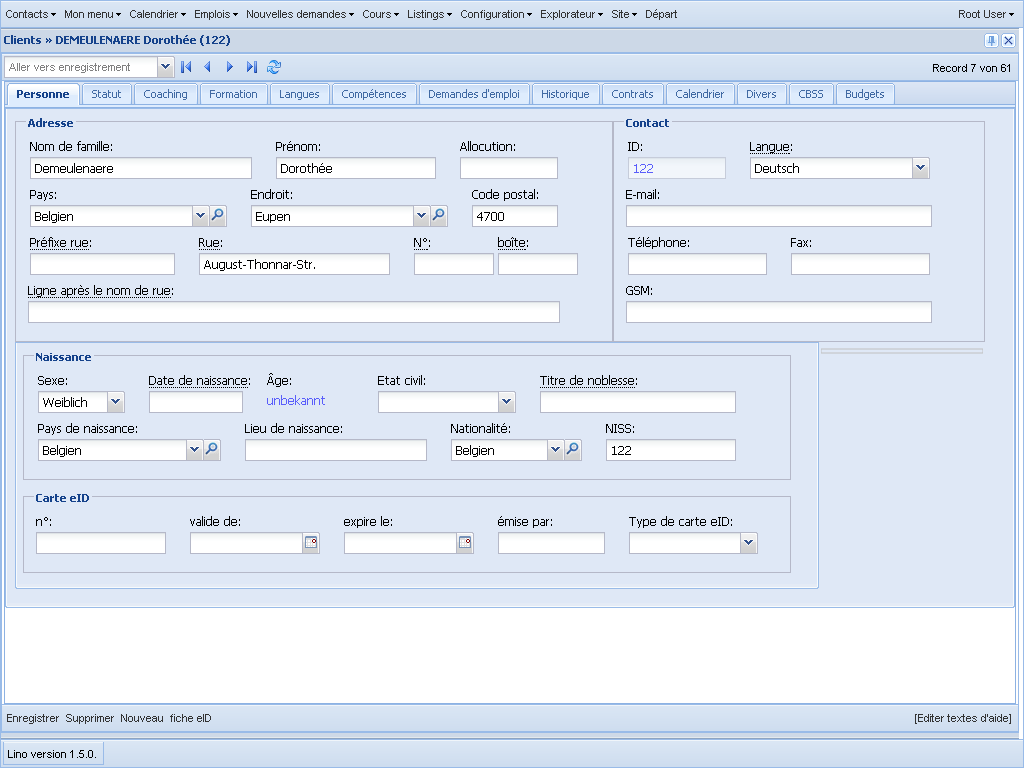 Contacts Mon menu Calendrier Emplois Nouvelles demandes Cours Listings Configuration Explorateur Site Départ Root User
Clients » DEMEULENAERE Dorothée (122)
Aller vers enregistrement Record 7 von 61
Personne Statut Coaching Formation Langues Compétences Demandes d'emploi Historique Contrats Calendrier Divers CBSS Budgets
Adresse Contact
Nom de famille: Prénom: Allocution: ID: Langue:
Demeulenaere Dorothée 122 Deutsch
Pays: Endroit: Code postal: E-mail:
Belgien Eupen 4700
Préfixe rue: Rue: N°: boîte: Téléphone: Fax:
August-Thonnar-Str.
Ligne après le nom de rue: GSM:
Naissance
Sexe: Date de naissance: Âge: Etat civil: Titre de noblesse:
Weiblich unbekannt
Pays de naissance: Lieu de naissance: Nationalité: NISS:
Belgien Belgien 122
Carte eID
n°: valide de: expire le: émise par: Type de carte eID:
Enregistrer Supprimer Nouveau fiche eID [Editer textes d'aide]
Lino version 1.5.0.